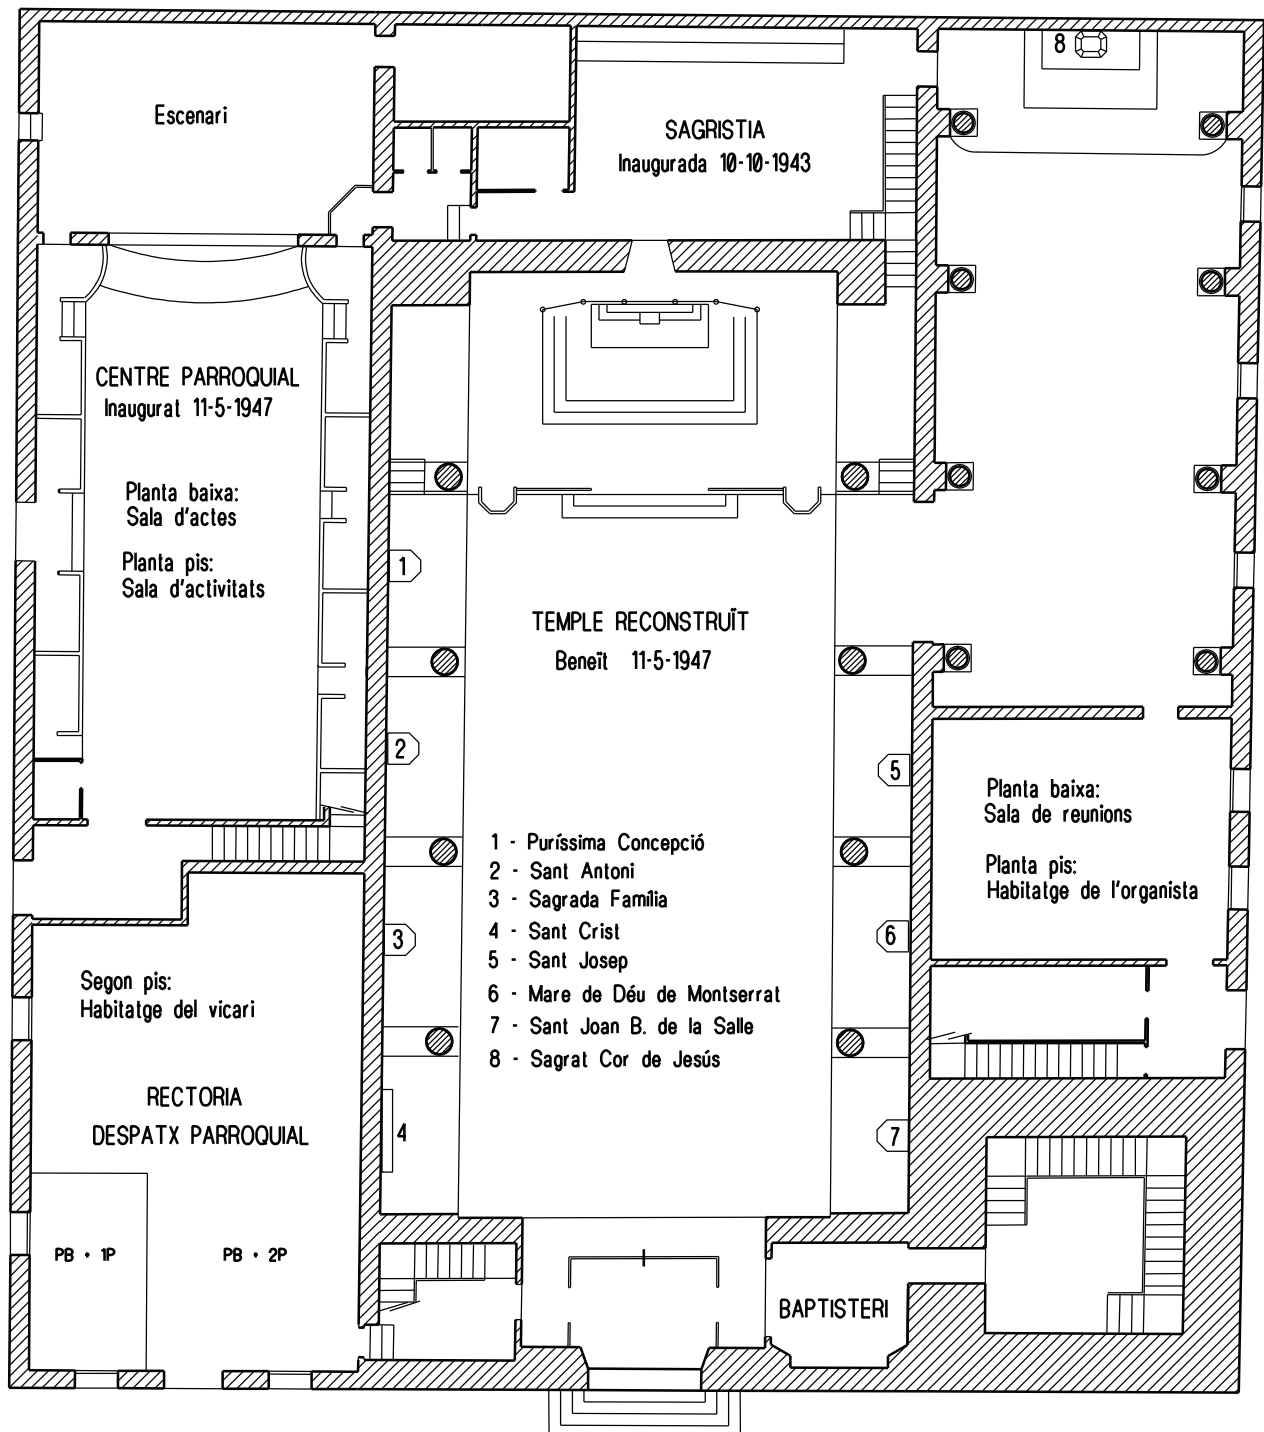 Escenari
8
SAGRISTIA
Inaugurada 10-10-1943
CENTRE PARROQUIAL
Inaugurat 11-5-1947
Planta baixa:
Sala d'actes
Planta pis:
Sala d'activitats
1
TEMPLE RECONSTRUÏT
Beneït 11-5-1947
2
5
Planta baixa:
Sala de reunions
Planta pis:
Habitatge de l'organista
1 - Puríssima Concepció
2 - Sant Antoni
3 - Sagrada Família
4 - Sant Crist
5 - Sant Josep
6 - Mare de Déu de Montserrat
7 - Sant Joan B. de la Salle
8 - Sagrat Cor de Jesús
3
6
Segon pis:
Habitatge del vicari
RECTORIA
DESPATX PARROQUIAL
4
7
PB + 1P
PB + 2P
BAPTISTERI